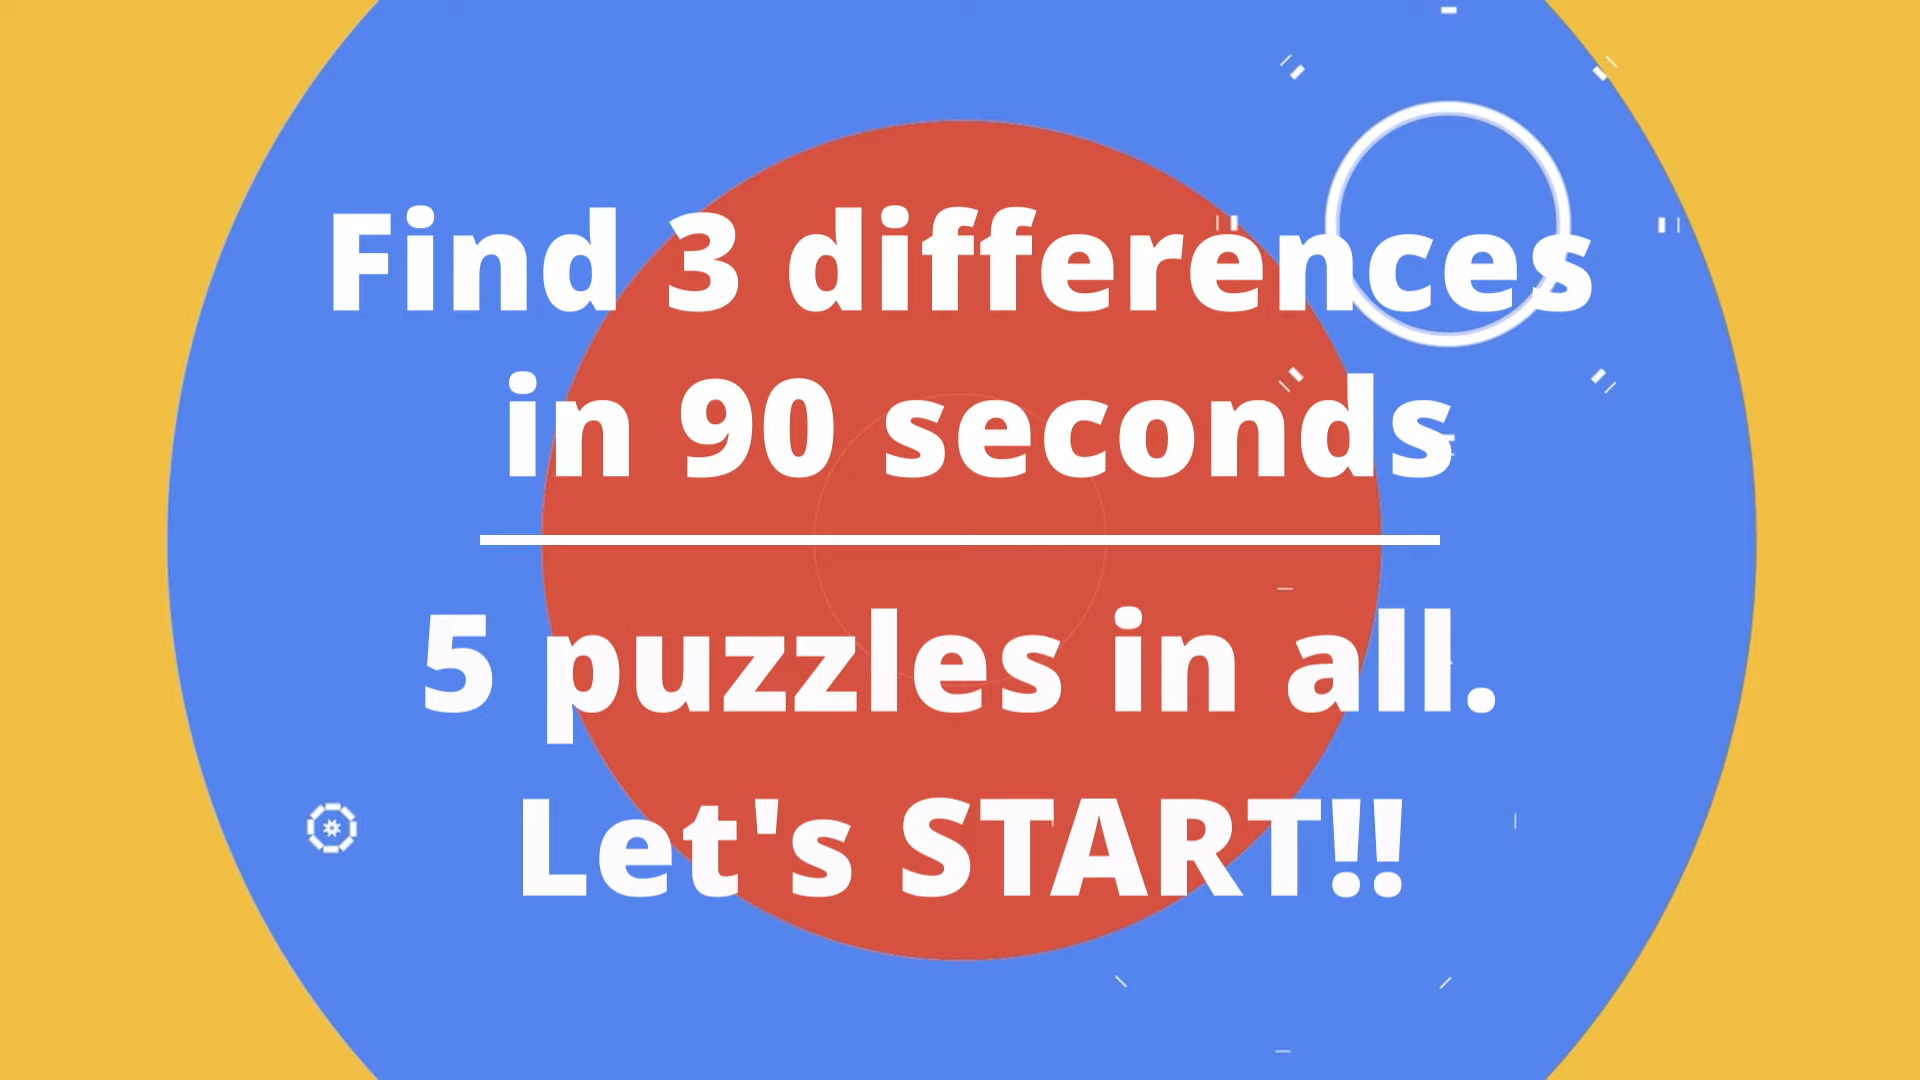 Find 3 differences
in 90 seconds
5 puzzles in all.
Let's START!!